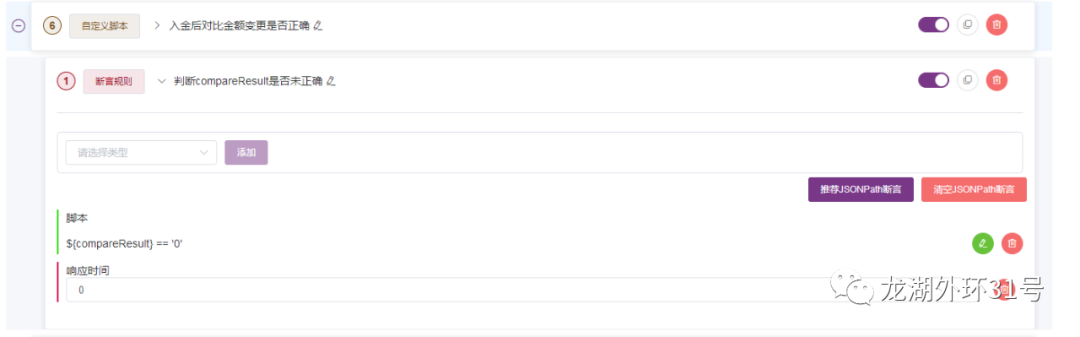 6 自定义脚本 > 入金后对比金额变更是否正确
1 断言规则 判断compareResult是否未正确
请选择类型 添加
推荐JSONPath断言 清空JSONPath断言
脚本
${compareResult} == '0'
响应时间
0
龙湖外环31号